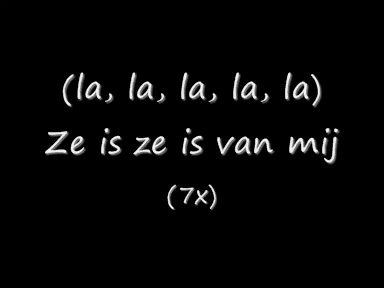 (la, la, la, la, la)
Ze is ze is van mij
(7x)